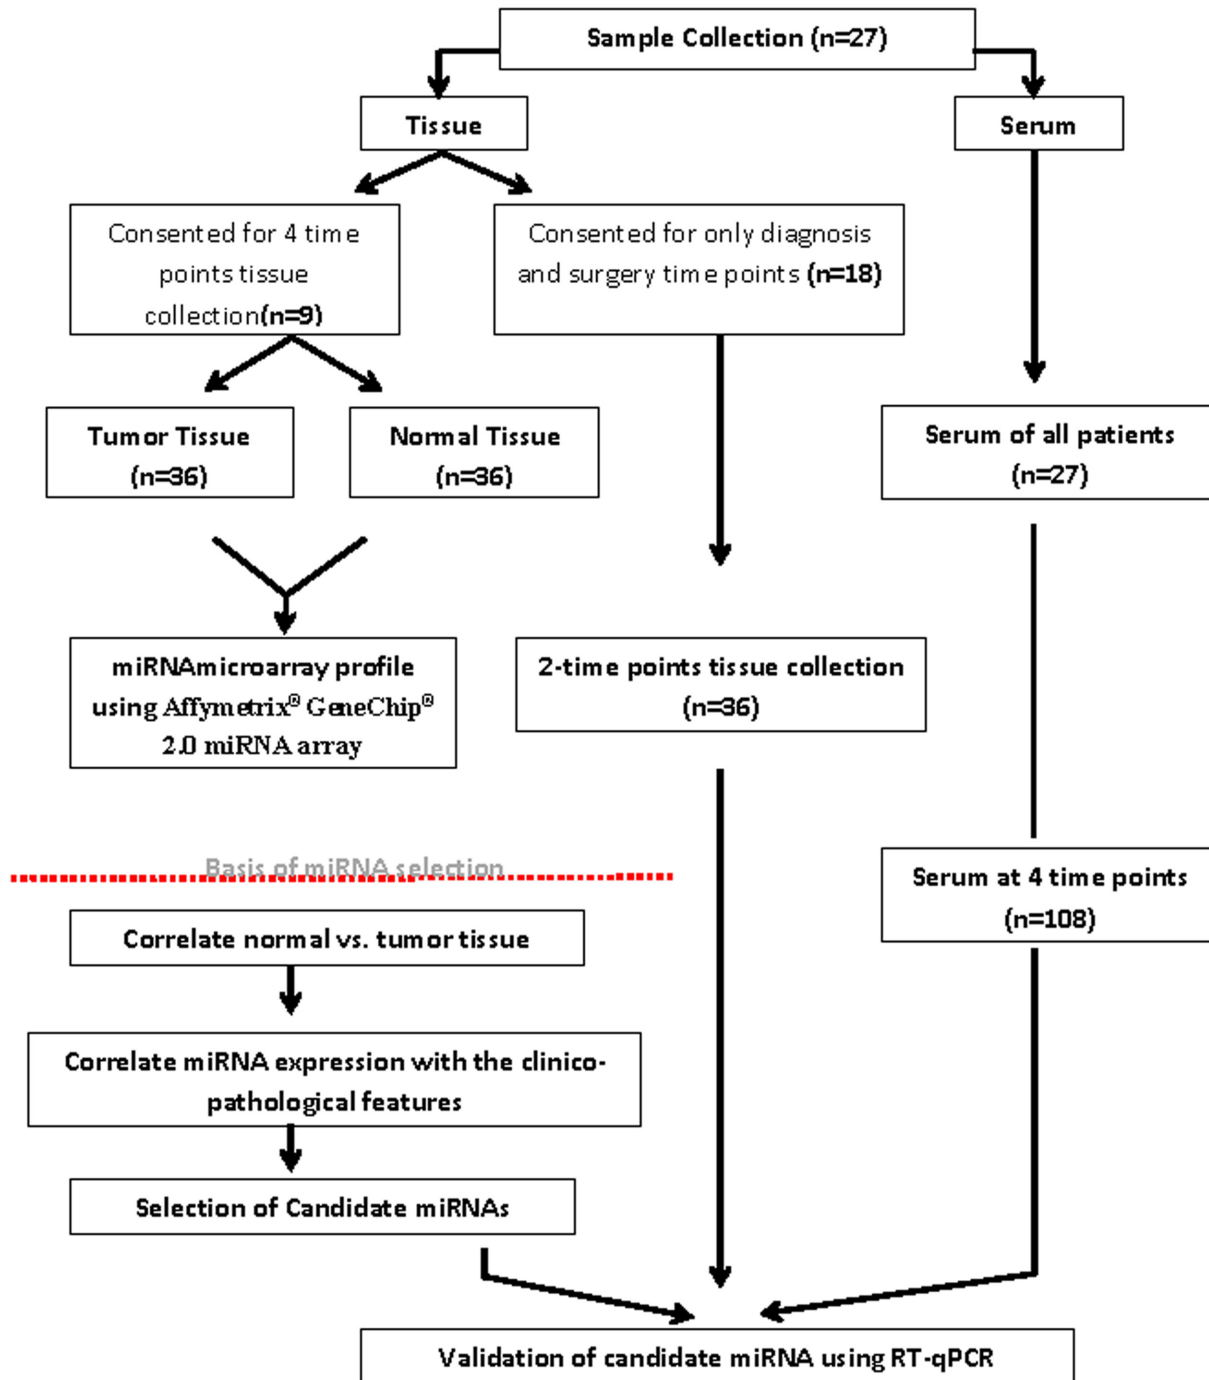 Sample Collection (n=27)
Tissue
Serum
Consented for 4 time
points tissue
collection(n=9)
Consented for only diagnosis
and surgery time points (n=18)
Tumor Tissue
(n=36)
Normal Tissue
(n=36)
Serum of all patients
(n=27)
miRNAmicroarray profile
using Affymetrix® GeneChip®
2.0 miRNA array
2-time points tissue collection
(n=36)
Basis of miRNA selection
Serum at 4 time points
(n=108)
Correlate normal vs. tumor tissue
Correlate miRNA expression with the clinico-
pathological features
Selection of Candidate miRNAs
Validation of candidate miRNA using RT-qPCR